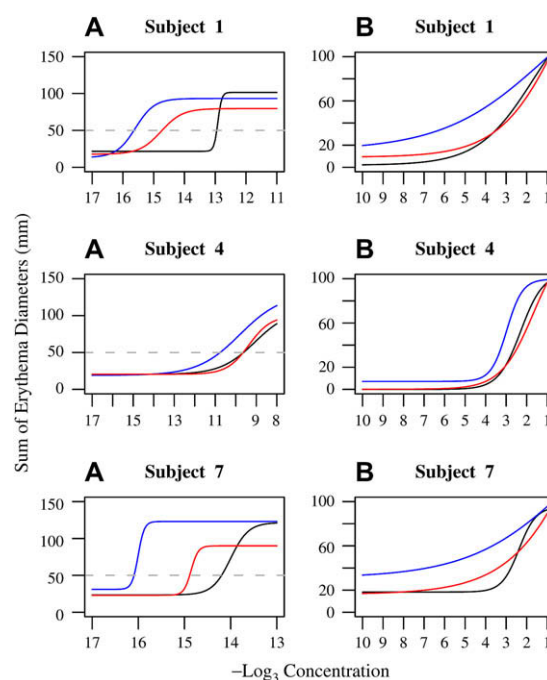 A Subject 1 B Subject 1
150
100
50
0
17 16 15 14 13 12 11
100
60
20
0
10 9 8 7 6 5 4 3 2 1
A Subject 4 B Subject 4
150
100
50
0
17 15 13 11 9 8
100
60
20
0
10 9 8 7 6 5 4 3 2 1
Sum of Erythema Diameters (mm)
A Subject 7 B Subject 7
150
100
50
0
17 16 15 14 13
100
60
20
0
10 9 8 7 6 5 4 3 2 1
−Log3 Concentration